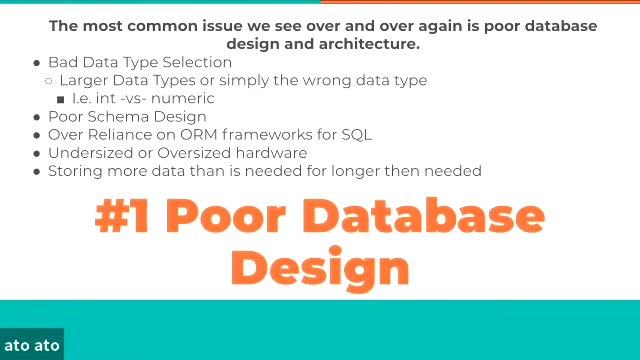 The most common issue we see over and over again is poor database
design and architecture.
● Bad Data Type Selection
○ Larger Data Types or simply the wrong data type
■ I.e. int -vs- numeric
● Poor Schema Design
● Over Reliance on ORM frameworks for SQL
● Undersized or Oversized hardware
● Storing more data than is needed for longer then needed
#1 Poor Database
Design
ato ato